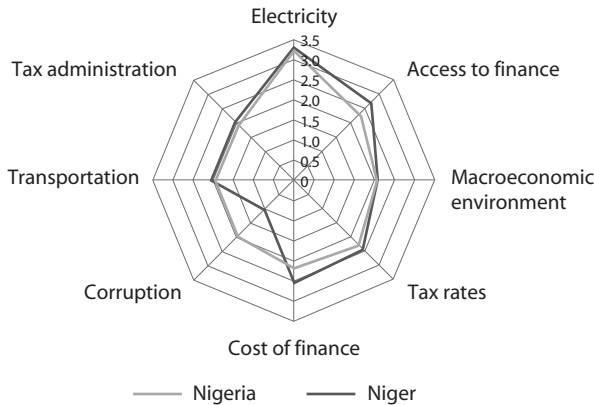 Electricity
3.5
3.0
2.5
2.0
1.5
1.0
0.5
0
Tax administration
Access to finance
Transportation
Macroeconomic
environment
Corruption
Tax rates
Cost of finance
Nigeria
Niger